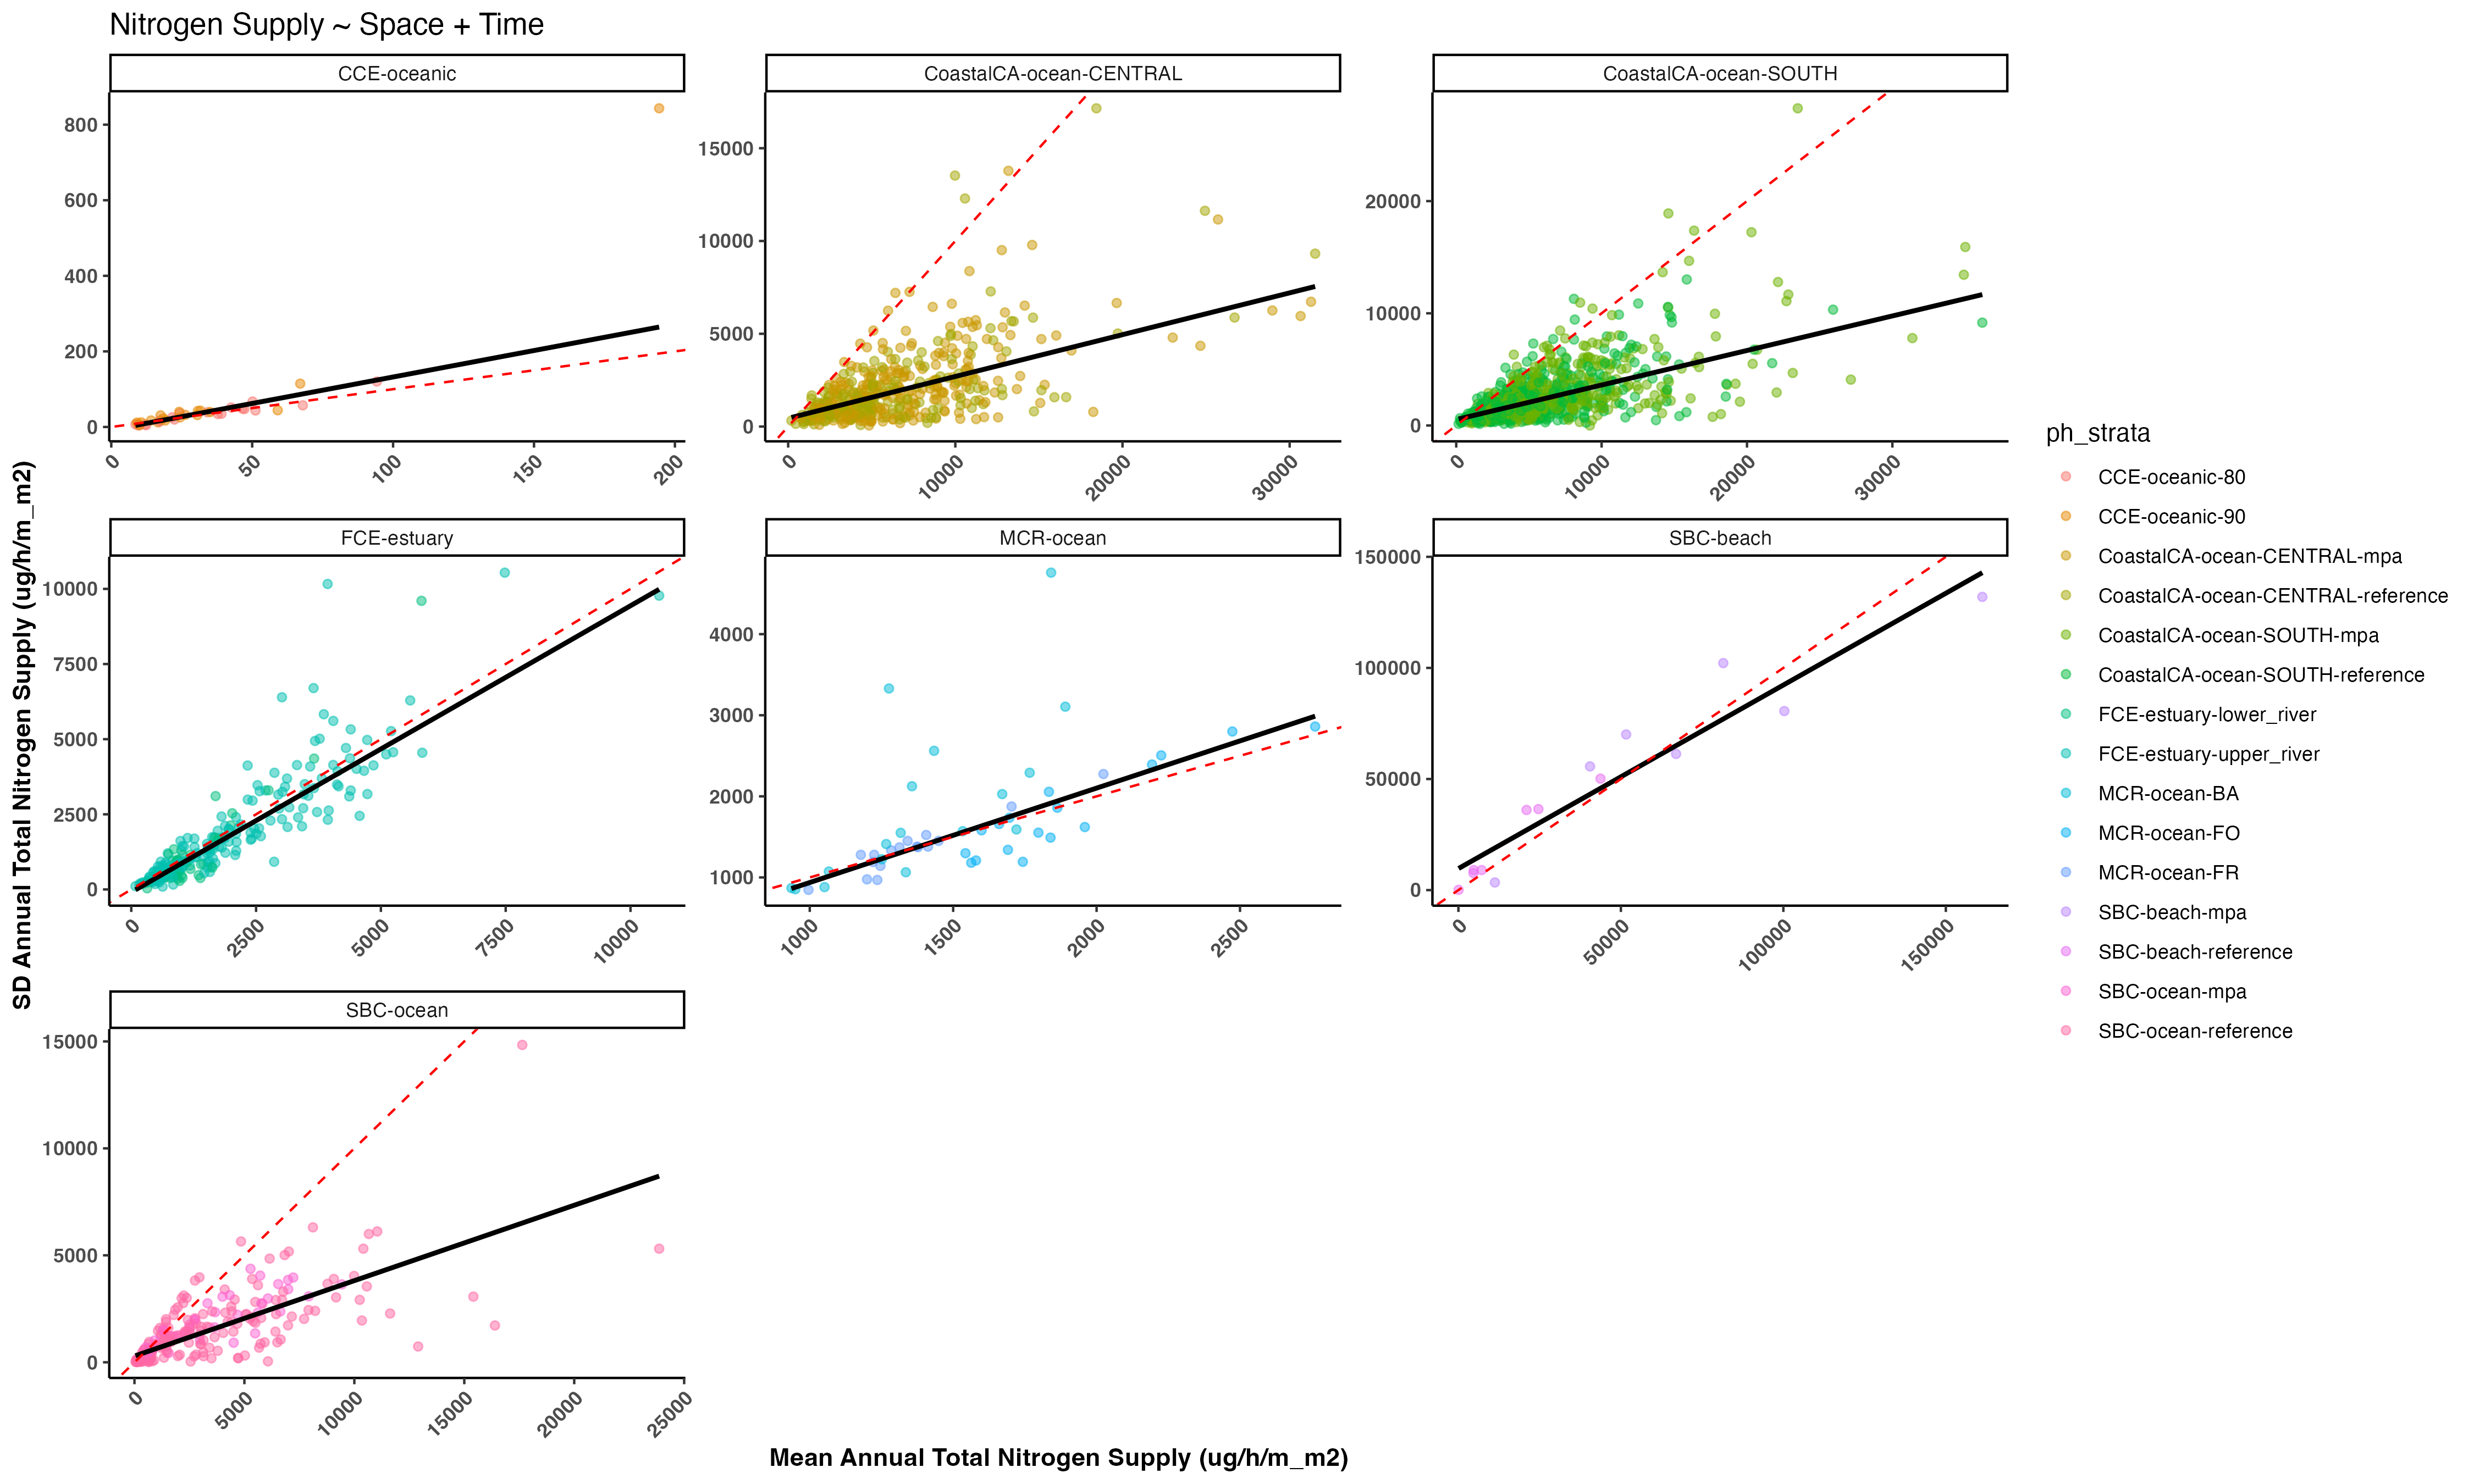 Nitrogen Supply ~ Space + Time
CCE-oceanic
CoastalCA-ocean-CENTRAL
CoastalCA-ocean-SOUTH
800
600
400
200
0
0
50
100
150
200
15000
10000
5000
0
0
10000
20000
30000
20000
10000
0
0
10000
20000
30000
FCE-estuary
MCR-ocean
SBC-beach
10000
7500
5000
2500
0
0
2500
5000
7500
10000
4000
3000
2000
1000
1000
1500
2000
2500
150000
100000
50000
0
0
50000
100000
150000
SBC-ocean
15000
10000
5000
0
0
5000
10000
15000
20000
25000
SD Annual Total Nitrogen Supply (ug/h/m_m2)
Mean Annual Total Nitrogen Supply (ug/h/m_m2)
ph_strata
CCE-oceanic-80
CCE-oceanic-90
CoastalCA-ocean-CENTRAL-mpa
CoastalCA-ocean-CENTRAL-reference
CoastalCA-ocean-SOUTH-mpa
CoastalCA-ocean-SOUTH-reference
FCE-estuary-lower_river
FCE-estuary-upper_river
MCR-ocean-BA
MCR-ocean-FO
MCR-ocean-FR
SBC-beach-mpa
SBC-beach-reference
SBC-ocean-mpa
SBC-ocean-reference